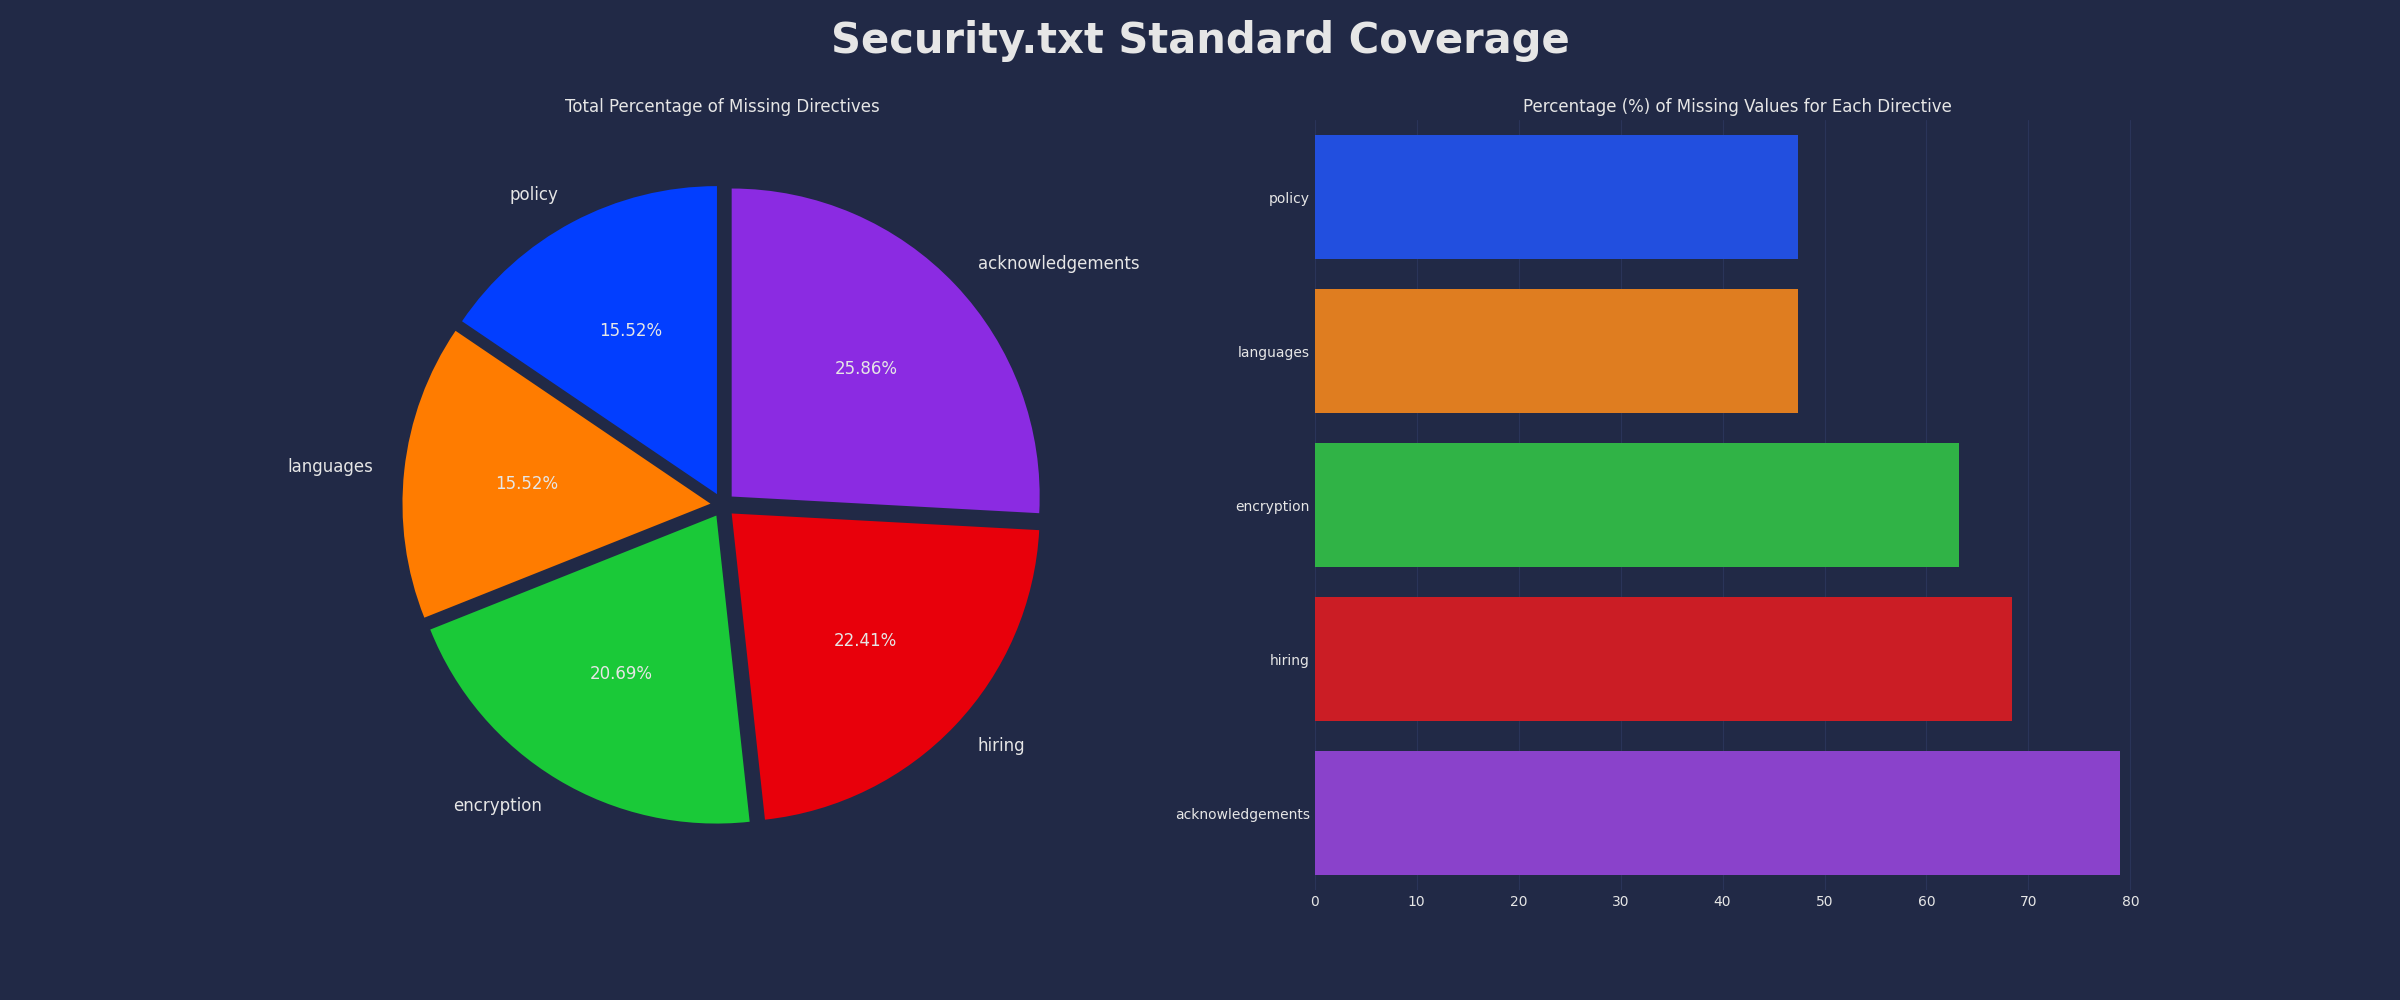 Security.txt Standard Coverage
Total Percentage of Missing Directives
policy
acknowledgements
15.52%
25.86%
languages
15.52%
22.41%
20.69%
hiring
encryption
Percentage (%) of Missing Values for Each Directive
policy
languages
encryption
hiring
acknowledgements
0 10 20 30 40 50 60 70 80